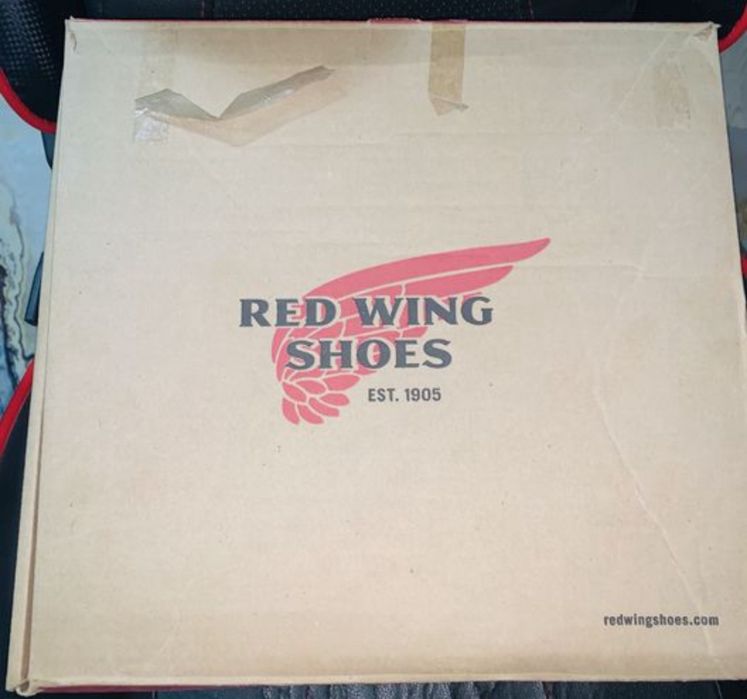 RED WING
SHOES
EST. 1905
redwingshoes.com